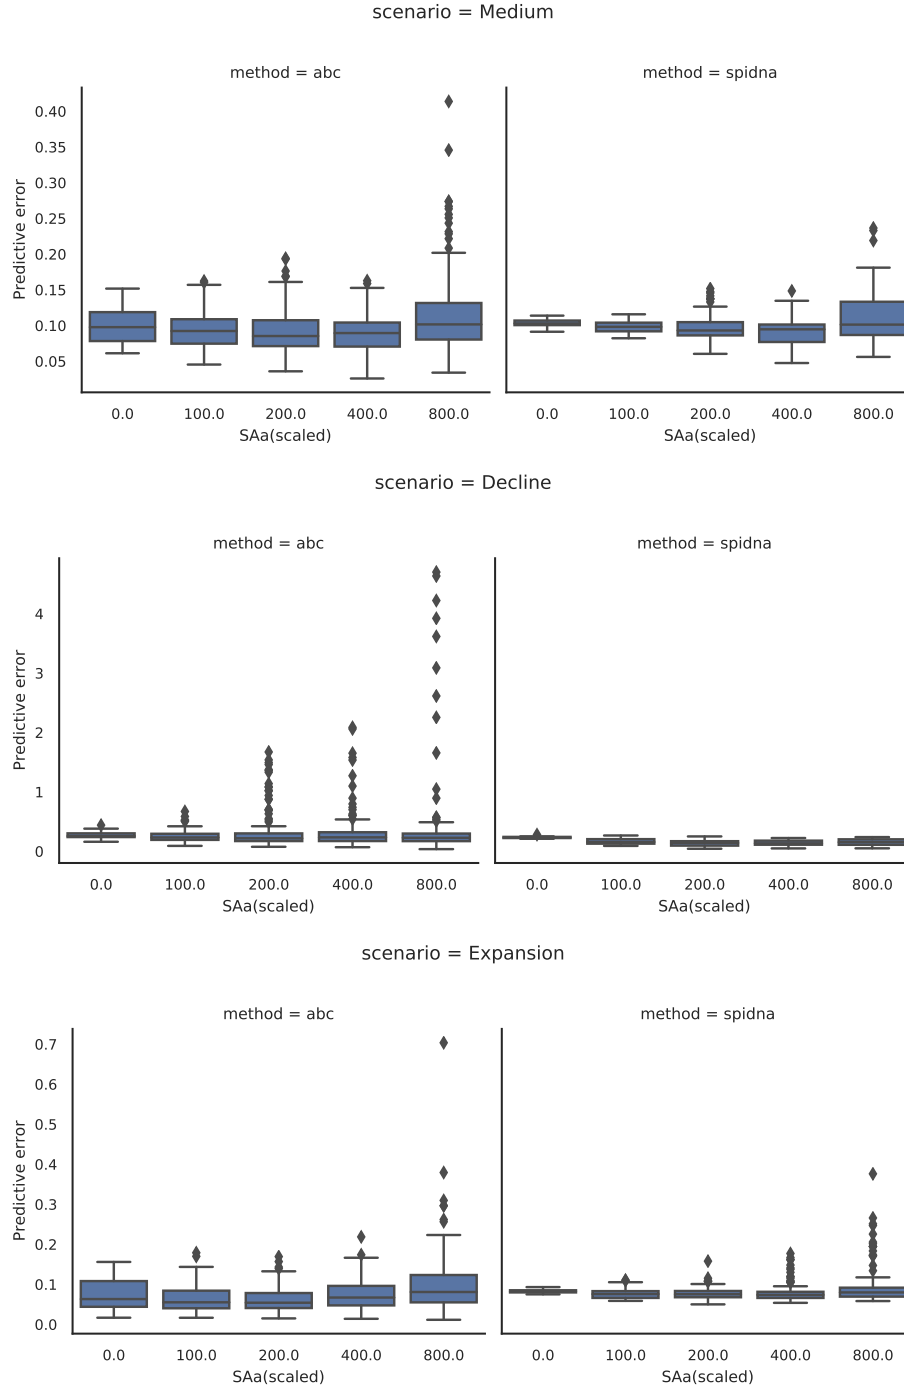 scenario = Medium
method = abc
method = spidna
Predictive error
0.40
0.35
0.30
0.25
0.20
0.15
0.10
0.05
0.0 100.0 200.0 400.0 800.0
SAa(scaled)
0.0 100.0 200.0 400.0 800.0
SAa(scaled)
scenario = Decline
method = abc
method = spidna
Predictive error
4
3
2
1
0
0.0 100.0 200.0 400.0 800.0
SAa(scaled)
0.0 100.0 200.0 400.0 800.0
SAa(scaled)
scenario = Expansion
method = abc
method = spidna
Predictive error
0.7
0.6
0.5
0.4
0.3
0.2
0.1
0.0
0.0 100.0 200.0 400.0 800.0
SAa(scaled)
0.0 100.0 200.0 400.0 800.0
SAa(scaled)